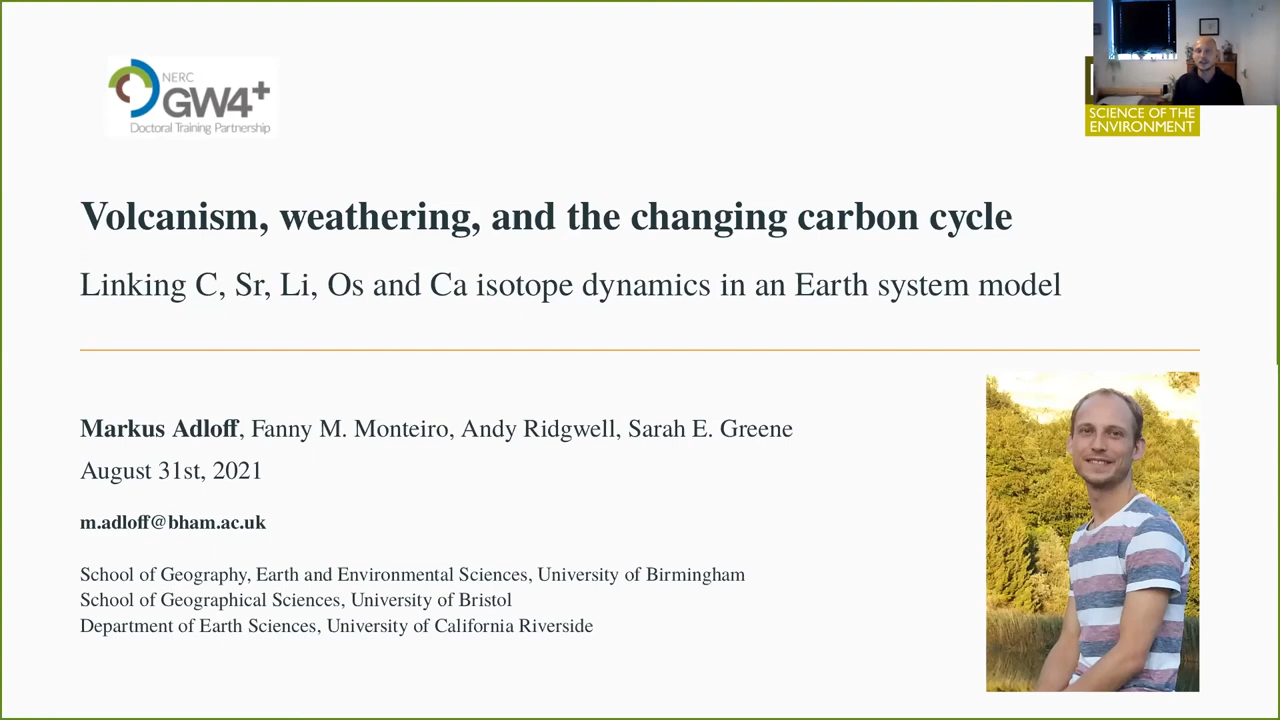 NERC
GW4+
Doctoral Training Partnership
SCIENCE OF THE
ENVIRONMENT
Volcanism, weathering, and the changing carbon cycle
Linking C, Sr, Li, Os and Ca isotope dynamics in an Earth system model
Markus Adloff, Fanny M. Monteiro, Andy Ridgwell, Sarah E. Greene
August 31st, 2021
m.adloff@bham.ac.uk
School of Geography, Earth and Environmental Sciences, University of Birmingham
School of Geographical Sciences, University of Bristol
Department of Earth Sciences, University of California Riverside